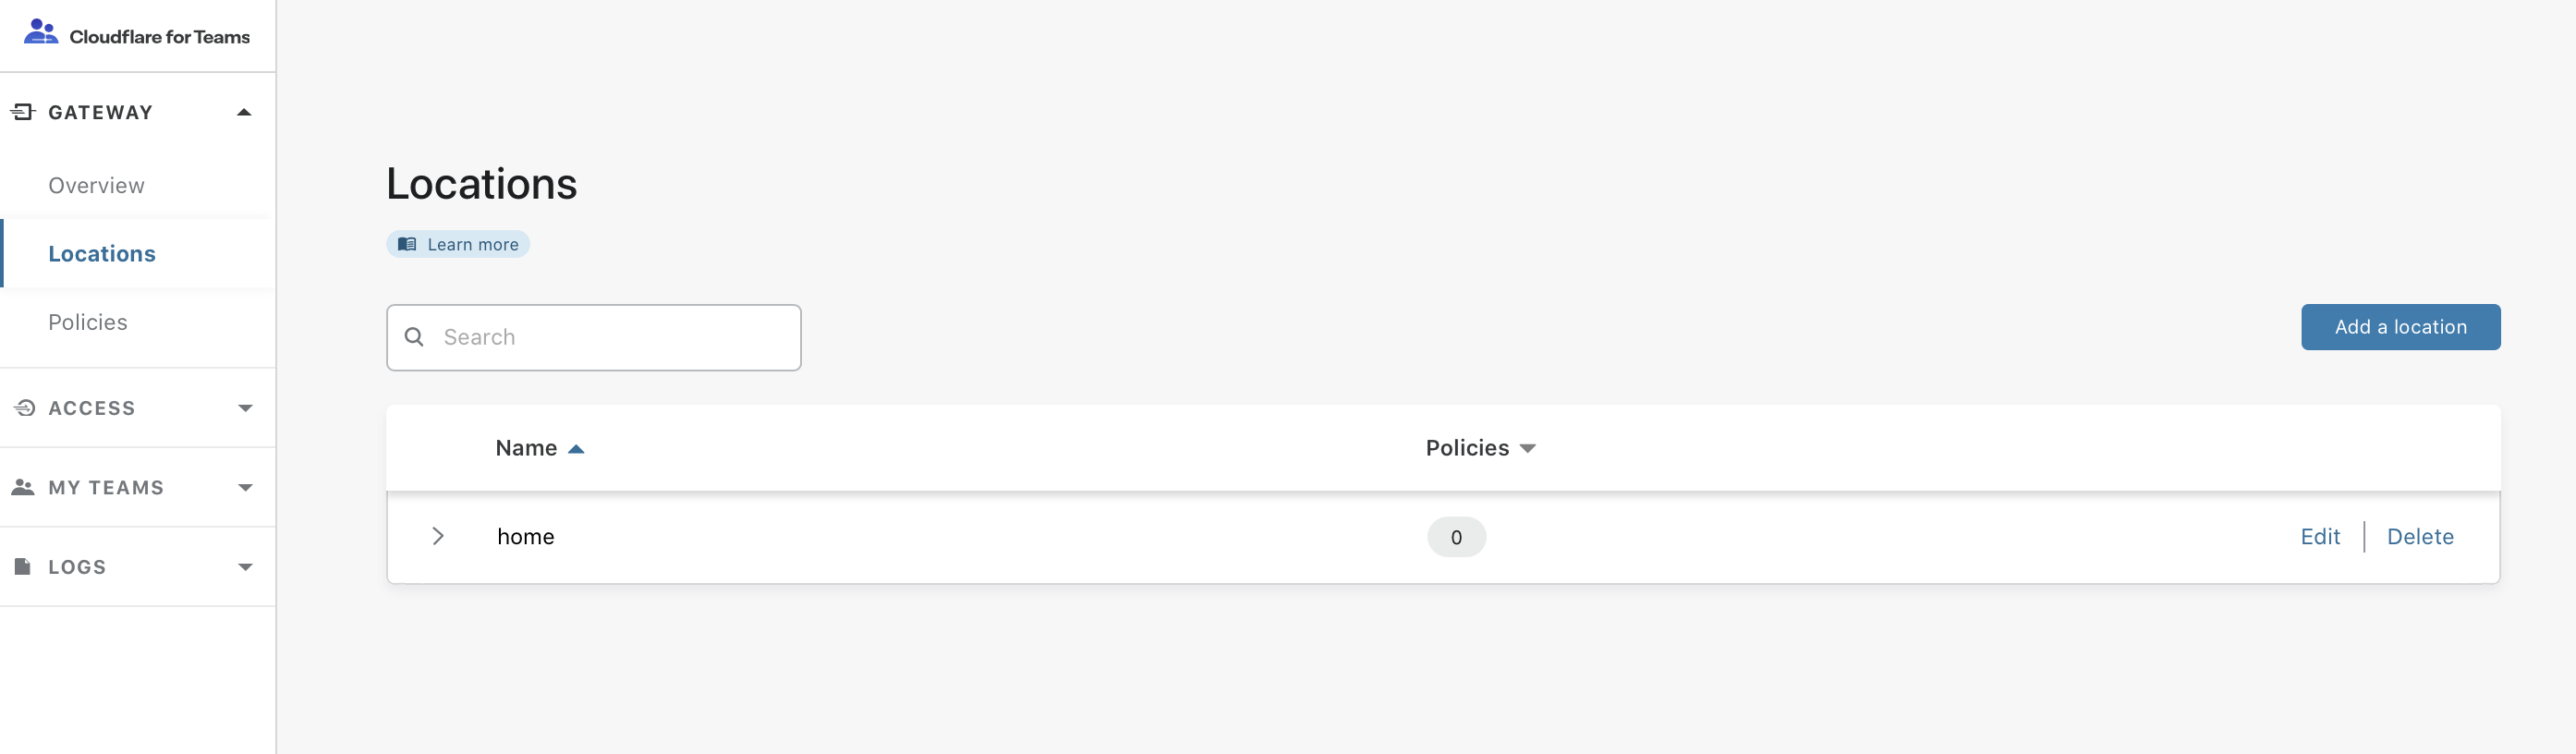 Cloudflare for Teams
GATEWAY
Overview
Locations
Policies
ACCESS
MY TEAMS
LOGS
Locations
Learn more
Search
Add a location
Name
Policies
home
0
Edit
Delete